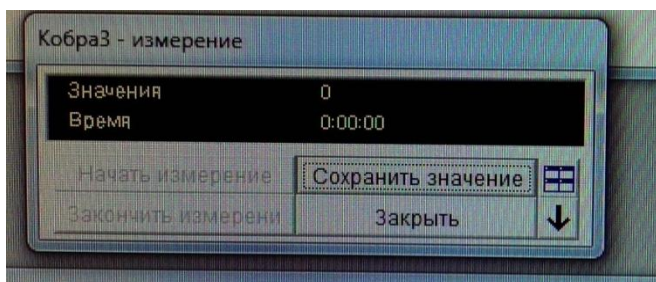 Кобра3 - измерение
Значения 0
Время 0:00:00
Начать измерение Сохранить значение
Закончить измерени Закрыть